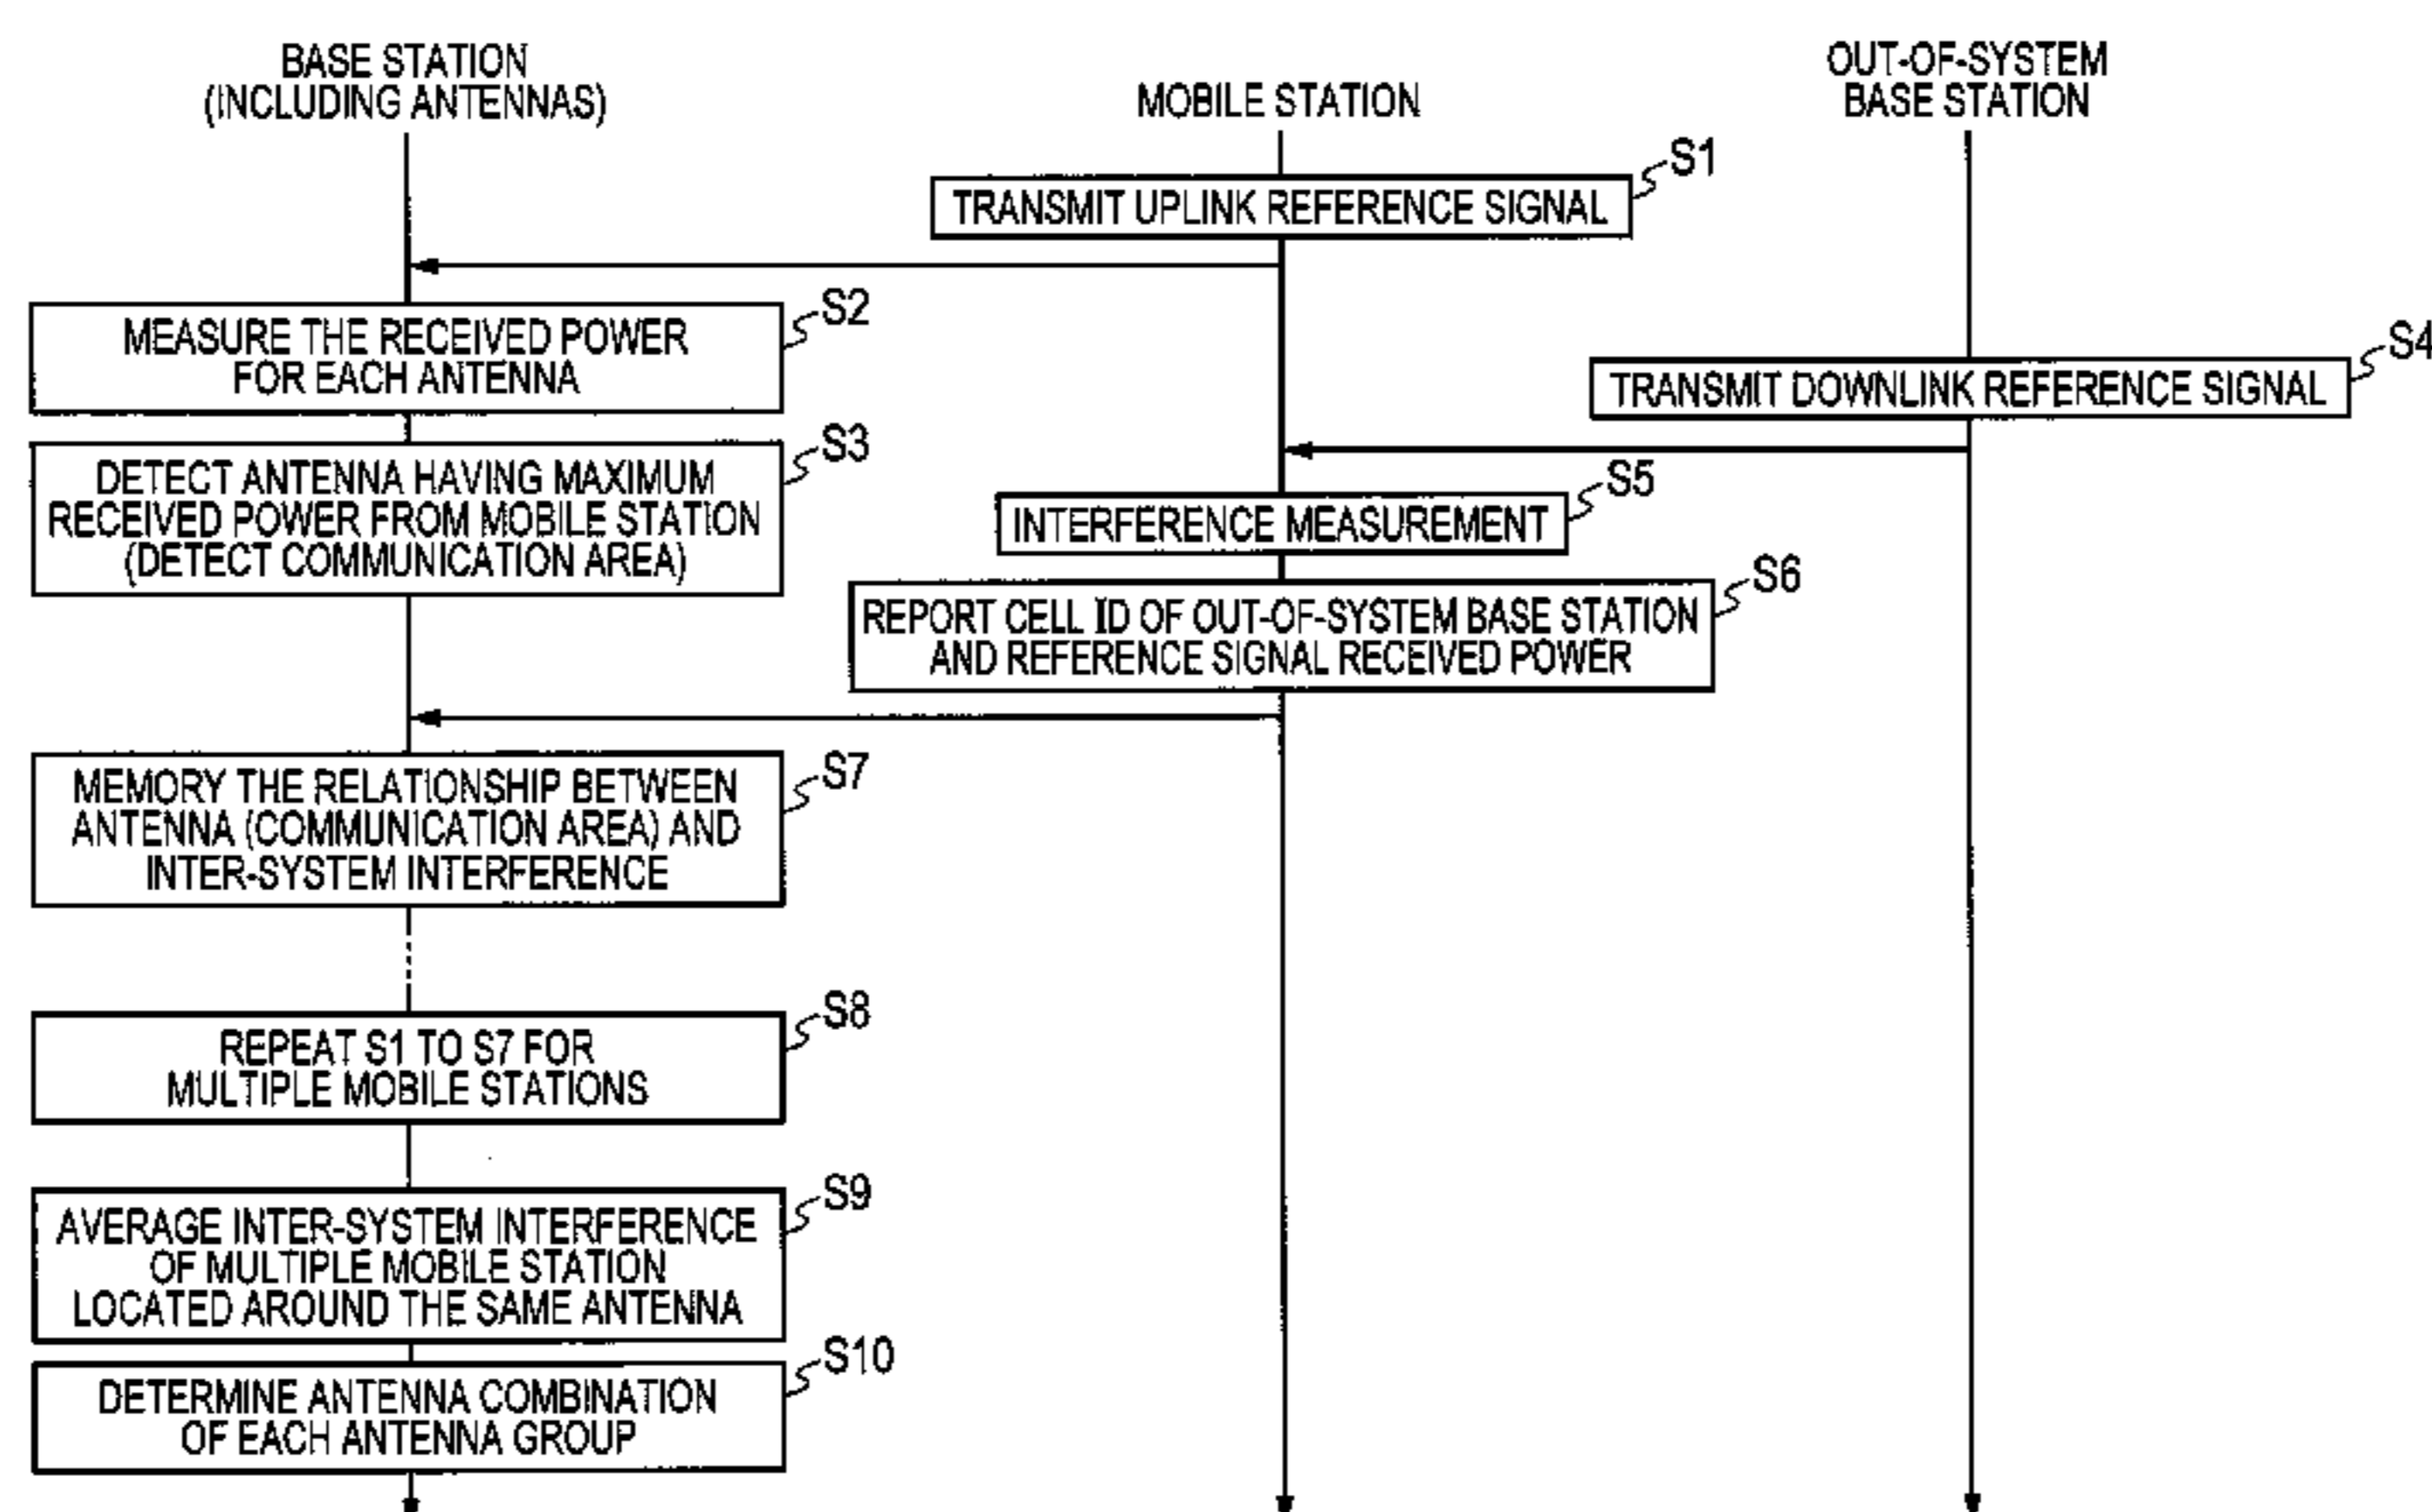 BASE STATION
(INCLUDING ANTENNAS)
MOBILE STATION
OUT-OF-SYSTEM
BASE STATION
S1
TRANSMIT UPLINK REFERENCE SIGNAL
S2
MEASURE THE RECEIVED POWER
FOR EACH ANTENNA
S4
TRANSMIT DOWNLINK REFERENCE SIGNAL
S3
DETECT ANTENNA HAVING MAXIMUM
RECEIVED POWER FROM MOBILE STATION
(DETECT COMMUNICATION AREA)
S5
INTERFERENCE MEASUREMENT
S6
REPORT CELL ID OF OUT-OF-SYSTEM BASE STATION
AND REFERENCE SIGNAL RECEIVED POWER
S7
MEMORY THE RELATIONSHIP BETWEEN
ANTENNA (COMMUNICATION AREA) AND
INTER-SYSTEM INTERFERENCE
S8
REPEAT S1 TO S7 FOR
MULTIPLE MOBILE STATIONS
S9
AVERAGE INTER-SYSTEM INTERFERENCE
OF MULTIPLE MOBILE STATION
LOCATED AROUND THE SAME ANTENNA
S10
DETERMINE ANTENNA COMBINATION
OF EACH ANTENNA GROUP